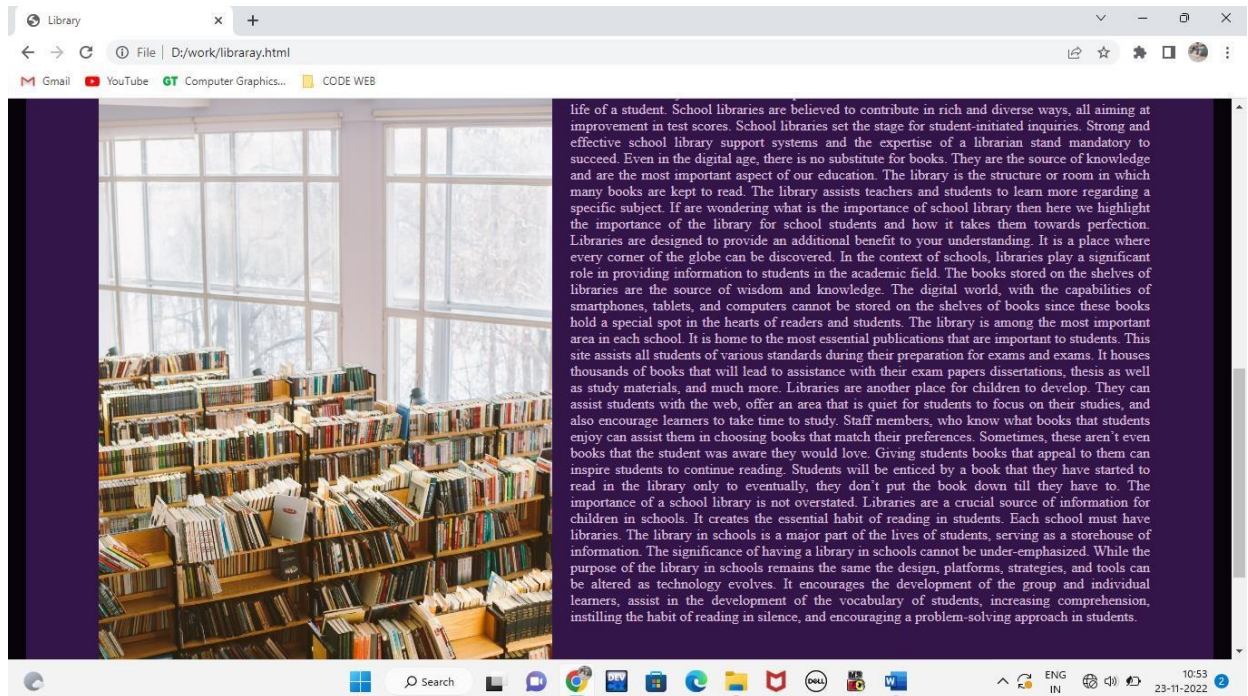 Library
File
D:/work/libraray.html
Gmail
YouTube
GT Computer Graphics...
CODE WEB
life of a student. School libraries are believed to contribute in rich and diverse ways, all aiming at
improvement in test scores. School libraries set the stage for student-initiated inquiries. Strong and
effective school library support systems and the expertise of a librarian stand mandatory to
succeed. Even in the digital age, there is no substitute for books. They are the source of knowledge
and are the most important aspect of our education. The library is the structure or room in which
many books are kept to read. The library assists teachers and students to learn more regarding a
specific subject. If are wondering what is the importance of school library then here we highlight
the importance of the library for school students and how it takes them towards perfection.
Libraries are designed to provide an additional benefit to your understanding. It is a place where
every corner of the globe can be discovered. In the context of schools, libraries play a significant
role in providing information to students in the academic field. The books stored on the shelves of
libraries are the source of wisdom and knowledge. The digital world, with the capabilities of
smartphones, tablets, and computers cannot be stored on the shelves of books since these books
hold a special spot in the hearts of readers and students. The library is among the most important
area in each school. It is home to the most essential publications that are important to students. This
site assists all students of various standards during their preparation for exams and exams. It houses
thousands of books that will lead to assistance with their exam papers dissertations, thesis as well
as study materials, and much more. Libraries are another place for children to develop. They can
assist students with the web, offer an area that is quiet for students to focus on their studies, and
also encourage learners to take time to study. Staff members, who know what books that students
enjoy can assist them in choosing books that match their preferences. Sometimes, these aren't even
books that the student was aware they would love. Giving students books that appeal to them can
inspire students to continue reading. Students will be enticed by a book that they have started to
read in the library only to eventually, they don't put the book down till they have to. The
importance of a school library is not overstated. Libraries are a crucial source of information for
children in schools. It creates the essential habit of reading in students. Each school must have
libraries. The library in schools is a major part of the lives of students, serving as a storehouse of
information. The significance of having a library in schools cannot be under-emphasized. While the
purpose of the library in schools remains the same the design, platforms, strategies, and tools can
be altered as technology evolves. It encourages the development of the group and individual
learners, assist in the development of the vocabulary of students, increasing comprehension,
instilling the habit of reading in silence, and encouraging a problem-solving approach in students.
Search
DEV
DELL
W
ENG
IN
10:53
23-11-2022
2